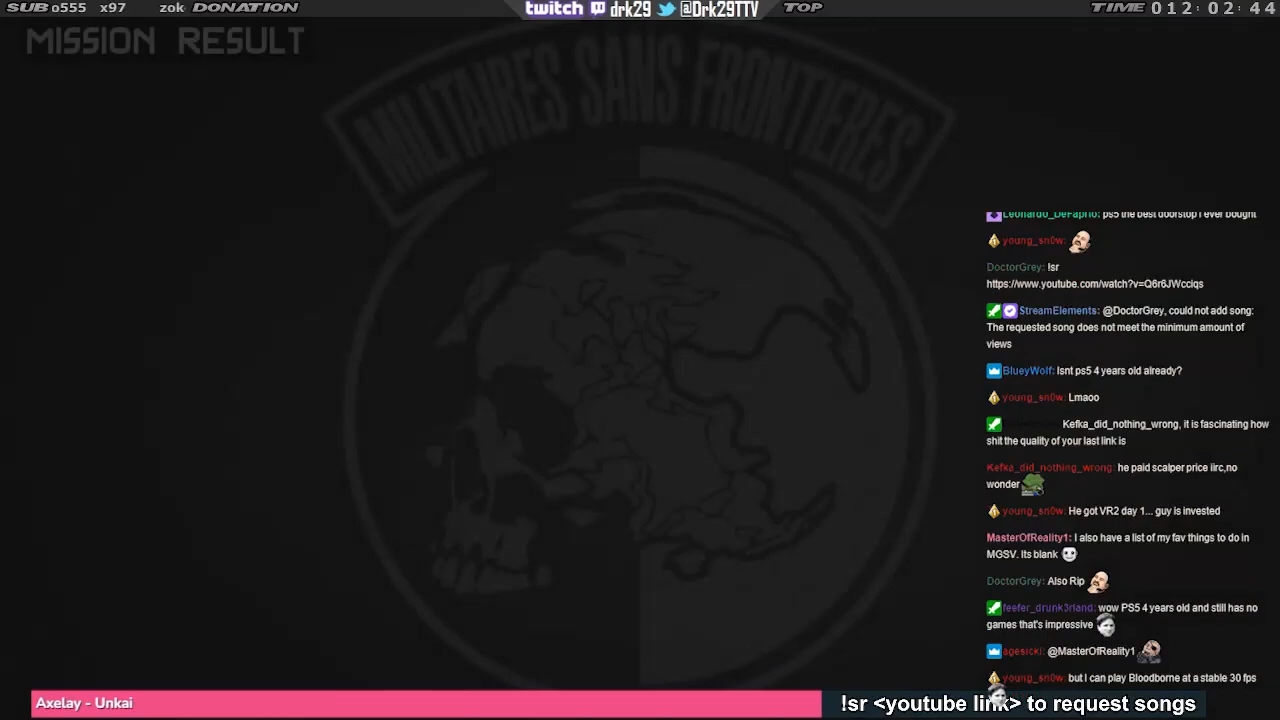 SUB o555 x97 zok DONATION
twitch drk29 @Drk29TTV
TOP
TIME 012:02:44
MISSION RESULT
MILITAIRES SANS FRONTIERES
Leonardo_DeFaprio: ps5 the best doorstop I ever bought
young_sn0w:
DoctorGrey: !sr
https://www.youtube.com/watch?v=Q6r6JWcciqs
StreamElements: @DoctorGrey, could not add song:
The requested song does not meet the minimum amount of
views
BlueyWolf: Isnt ps5 4 years old already?
young_sn0w: Lmaoo
Kefka_did_nothing_wrong, it is fascinating how
shit the quality of your last link is
Kefka_did_nothing_wrong: he paid scalper price iirc,no
wonder
young_sn0w: He got VR2 day 1... guy is invested
MasterOfReality1: I also have a list of my fav things to do in
MGSV. Its blank
DoctorGrey: Also Rip
feefer_drunk3rland: wow PS5 4 years old and still has no
games that's impressive
agesickl: @MasterOfReality1
young_sn0w: but I can play Bloodborne at a stable 30 fps
Axelay - Unkai
!sr <youtube link> to request songs